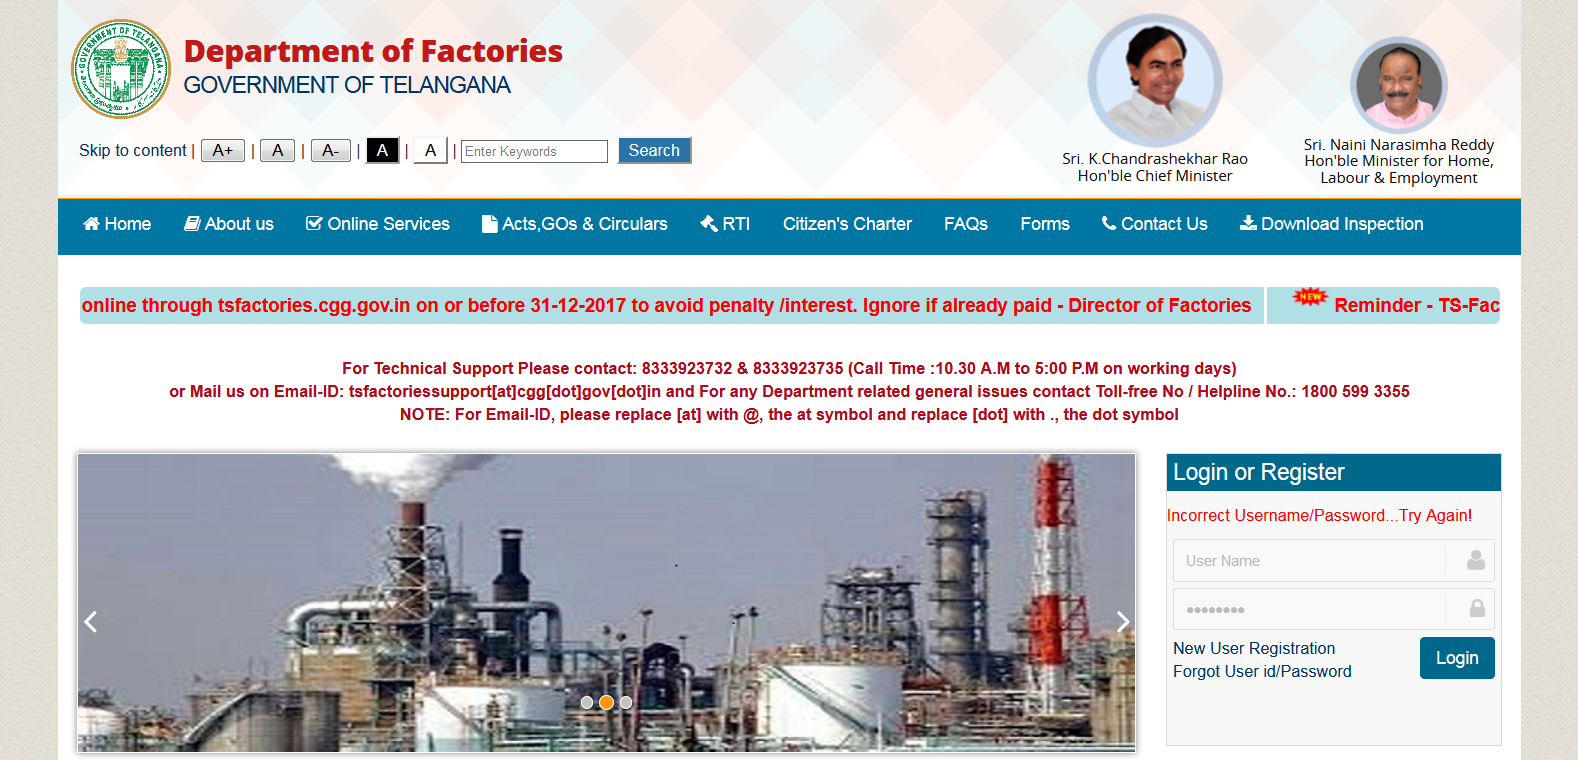 Department of Factories
GOVERNMENT OF TELANGANA
Skip to content | A+ | A | A- | A | A | Enter Keywords Search
Sri. K.Chandrashekhar Rao
Hon'ble Chief Minister
Sri. Naini Narasimha Reddy
Hon'ble Minister for Home,
Labour & Employment
Home About us Online Services Acts,GOs & Circulars RTI Citizen's Charter FAQs Forms Contact Us Download Inspection
online through tsfactories.cgg.gov.in on or before 31-12-2017 to avoid penalty /interest. Ignore if already paid - Director of Factories NEW Reminder - TS-Fac
For Technical Support Please contact: 8333923732 & 8333923735 (Call Time :10.30 A.M to 5:00 P.M on working days)
or Mail us on Email-ID: tsfactoriessupport[at]cgg[dot]gov[dot]in and For any Department related general issues contact Toll-free No / Helpline No.: 1800 599 3355
NOTE: For Email-ID, please replace [at] with @, the at symbol and replace [dot] with ., the dot symbol
Login or Register
Incorrect Username/Password...Try Again!
User Name
••••••••
New User Registration
Forgot User id/Password
Login